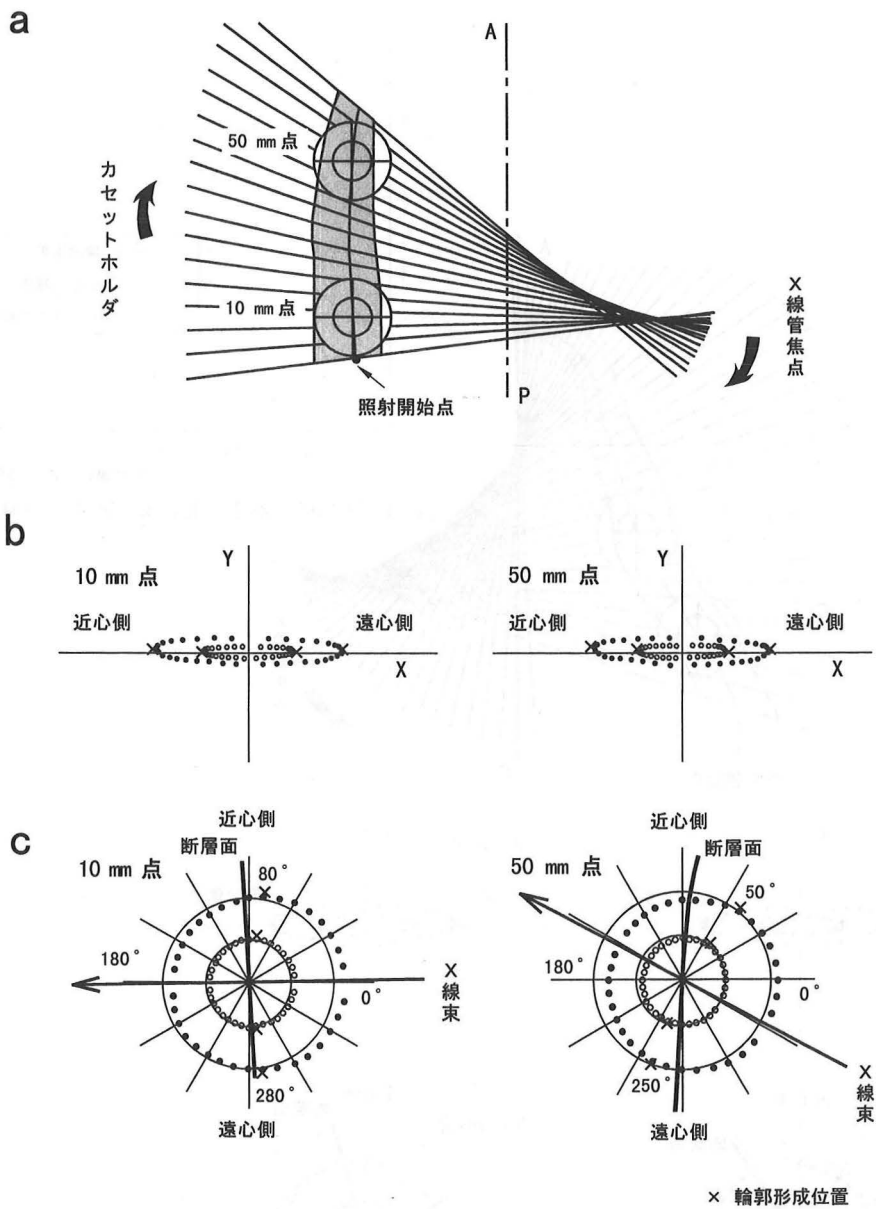 a
A
50 mm 点
カセットホルダ
10 mm 点
X線管焦点
照射開始点
P
b
10 mm 点
Y
近心側
遠心側
X
50 mm 点
Y
近心側
遠心側
X
c
10 mm 点
近心側
断層面
80°
180°
0°
X線束
280°
遠心側
50 mm 点
近心側
断層面
50°
180°
0°
X線束
250°
遠心側
× 輪郭形成位置